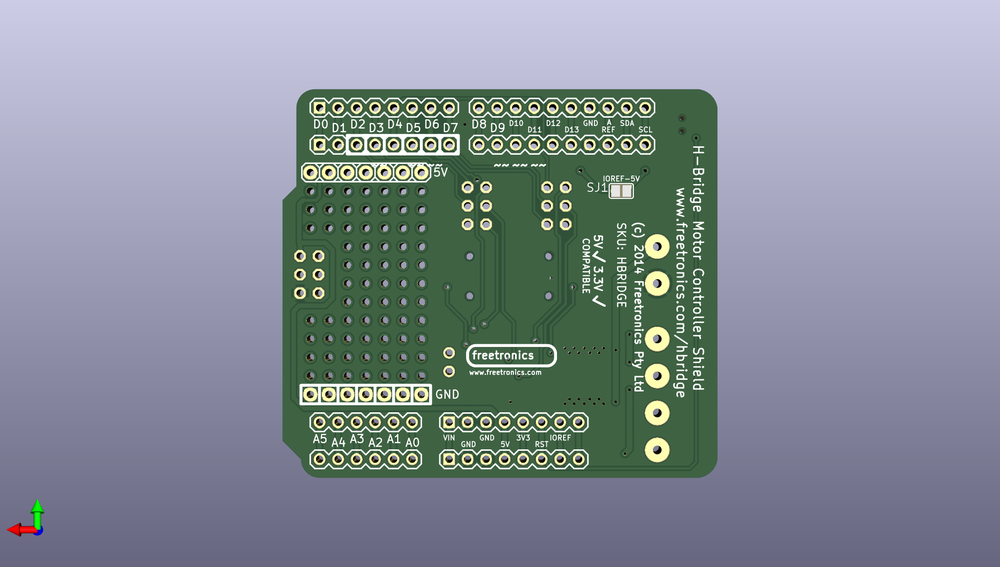 D0 D1 D2 D3 D4 D5 D6 D7 D8 D9 D10 D11 D12 D13 GND A REF SDA SCL
5V
~~ ~~ ~~ ~~
IOREF-5V
SJ1
H-Bridge Motor Controller Shield
www.freetronics.com/hbridge
(c) 2014 Freetronics Pty Ltd
SKU: HBRIDGE
5V ✓ 3.3V ✓
COMPATIBLE
freetronics
www.freetronics.com
GND
A5 A4 A3 A2 A1 A0 VIN GND GND 5V 3V3 RST IOREF